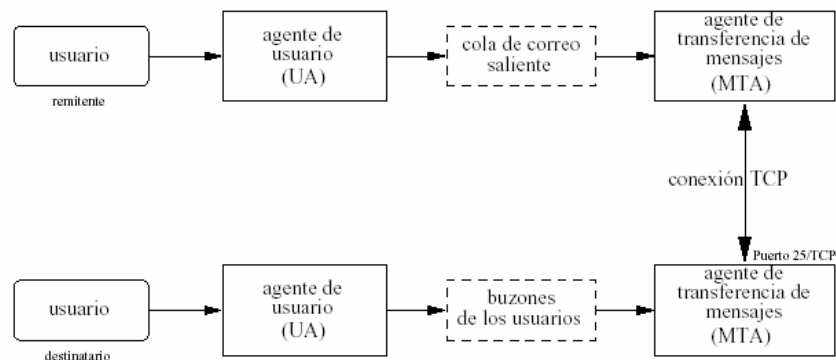 usuario
remitente
agente de
usuario
(UA)
cola de correo
saliente
agente de
transferencia de
mensajes
(MTA)
conexión TCP
Puerto 25/TCP
usuario
destinatario
agente de
usuario
(UA)
buzones
de los usuarios
agente de
transferencia de
mensajes
(MTA)